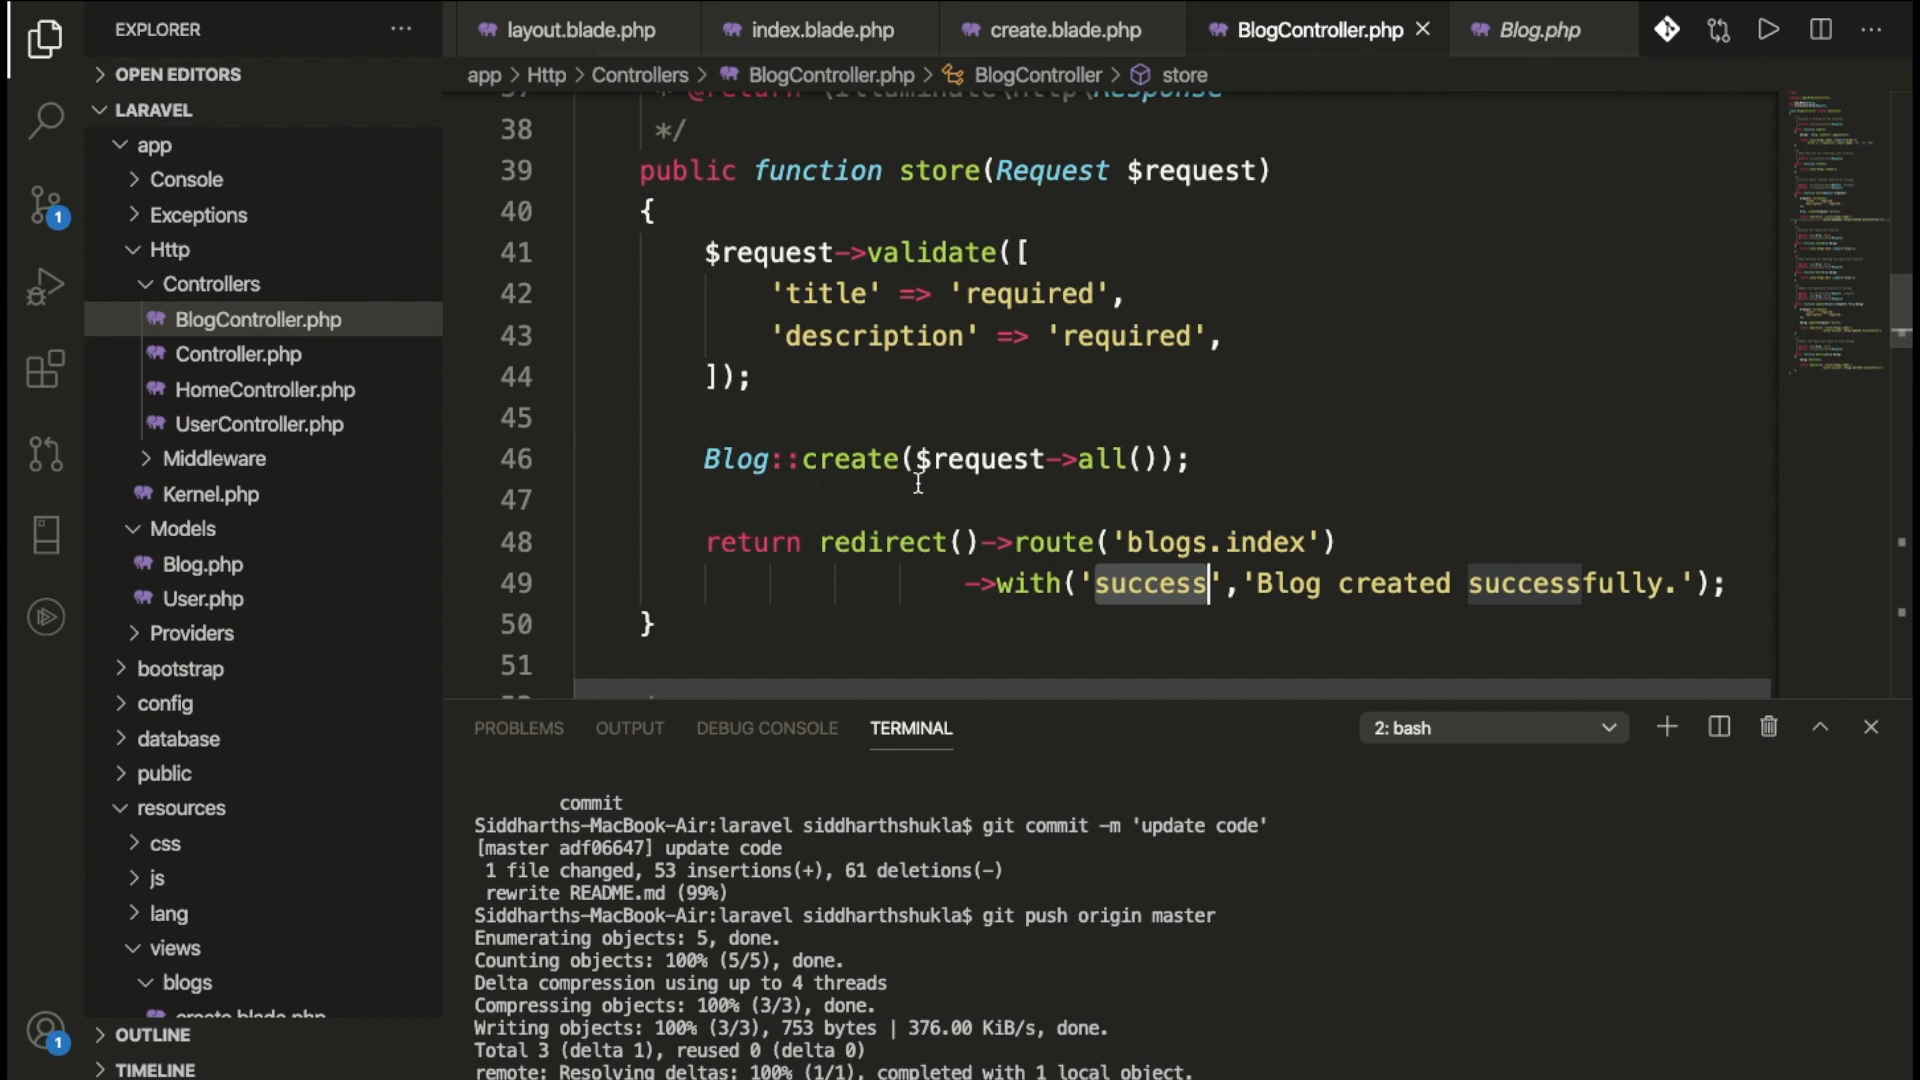 EXPLORER
layout.blade.php
index.blade.php
create.blade.php
BlogController.php
Blog.php
OPEN EDITORS
LARAVEL
app
Console
Exceptions
Http
Controllers
BlogController.php
Controller.php
HomeController.php
UserController.php
Middleware
Kernel.php
Models
Blog.php
User.php
Providers
bootstrap
config
database
public
resources
css
js
lang
views
blogs
create.blade.php
OUTLINE
TIMELINE
1
1
app > Http > Controllers > BlogController.php > BlogController > store
37 * @return \Illuminate\Http\Response
38 */
39 public function store(Request $request)
40 {
41 $request->validate([
42 'title' => 'required',
43 'description' => 'required',
44 ]);
45
46 Blog::create($request->all());
47
48 return redirect()->route('blogs.index')
49 ->with('success','Blog created successfully.');
50 }
51
PROBLEMS OUTPUT DEBUG CONSOLE TERMINAL 2: bash
commit
Siddharths-MacBook-Air:laravel siddharthshukla$ git commit -m 'update code'
[master adf06647] update code
1 file changed, 53 insertions(+), 61 deletions(-)
rewrite README.md (99%)
Siddharths-MacBook-Air:laravel siddharthshukla$ git push origin master
Enumerating objects: 5, done.
Counting objects: 100% (5/5), done.
Delta compression using up to 4 threads
Compressing objects: 100% (3/3), done.
Writing objects: 100% (3/3), 753 bytes | 376.00 KiB/s, done.
Total 3 (delta 1), reused 0 (delta 0)
remote: Resolving deltas: 100% (1/1), completed with 1 local object.